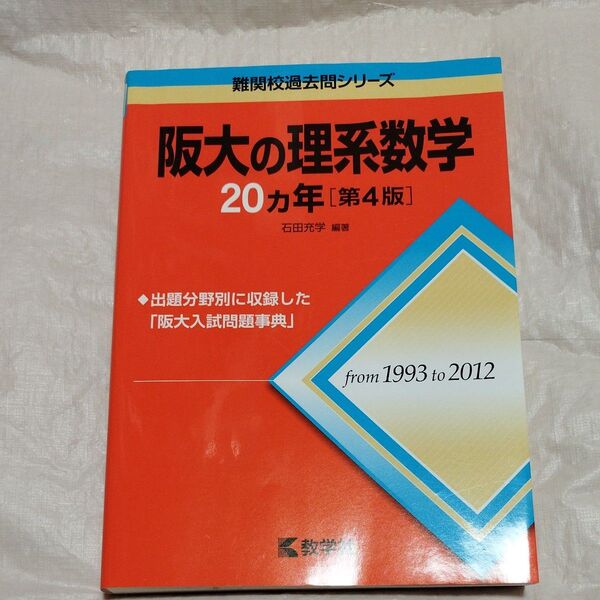 難関校過去問シリーズ
阪大の理系数学
20カ年［第4版］
石田充学 編著
◆出題分野別に収録した
「阪大入試問題事典」
from 1993 to 2012
教学社